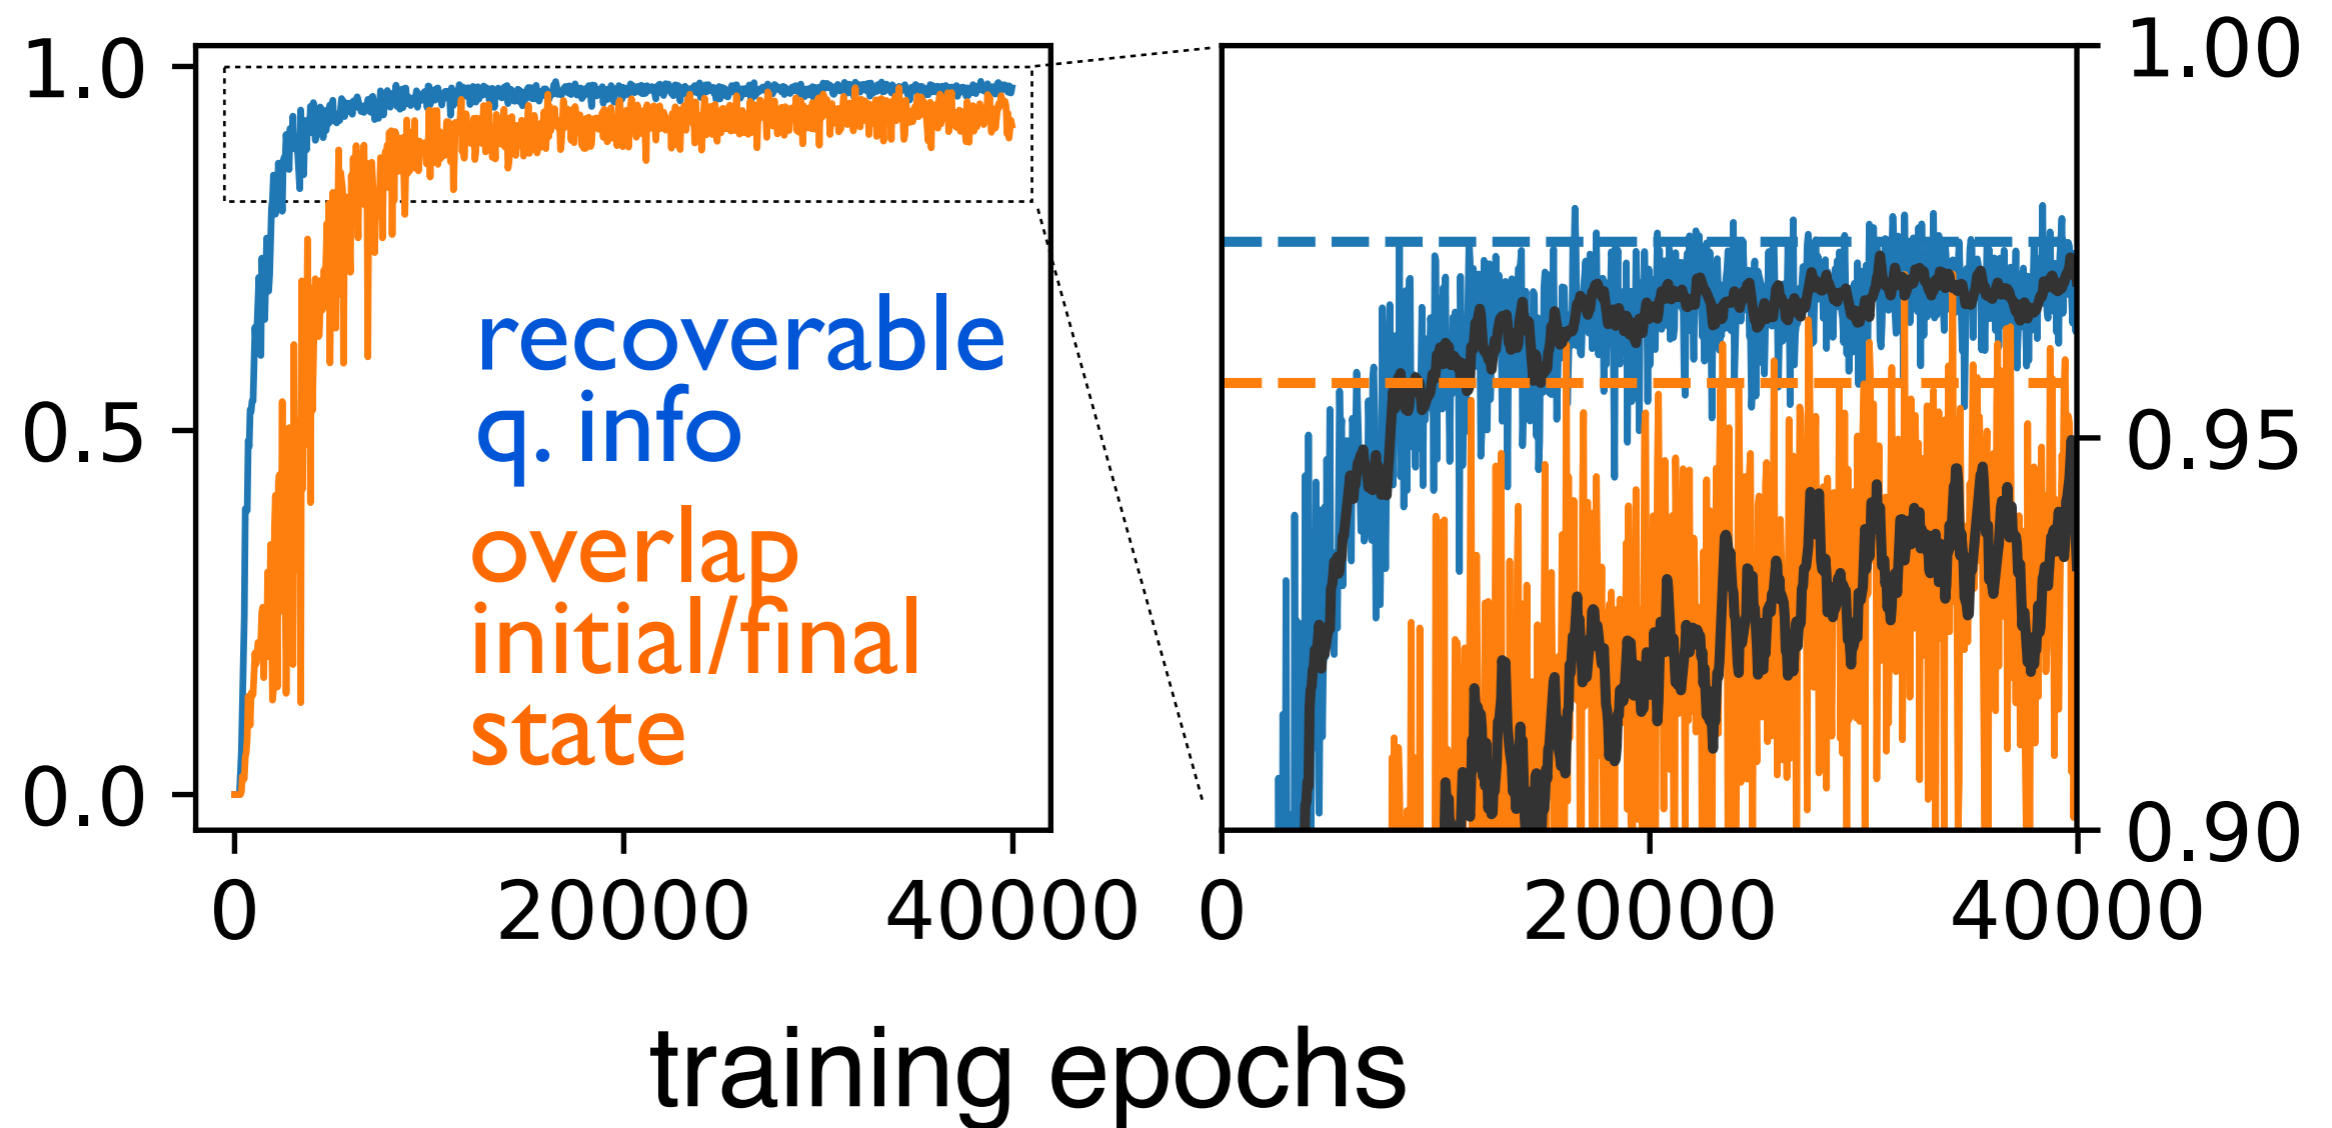 1.0
0.5
0.0
recoverable
q. info
overlap
initial/final
state
0 20000 40000
1.00
0.95
0.90
0 20000 40000
training epochs